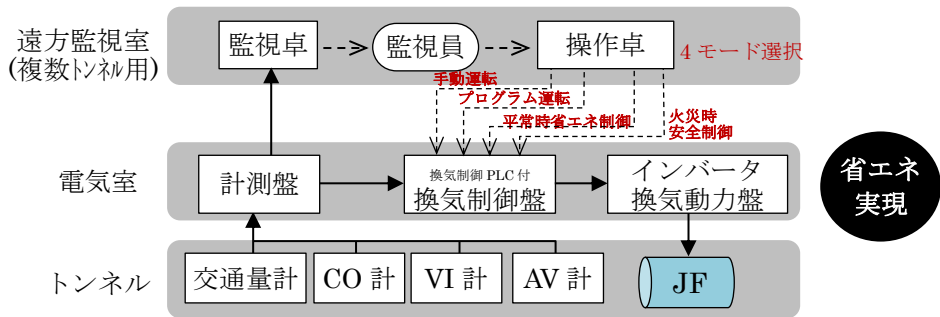 遠方監視室
(複数トンネル用)
監視卓
監視員
操作卓
4 モード選択
手動運転
プログラム運転
平常時省エネ制御
火災時
安全制御
電気室
計測盤
換気制御 PLC 付
換気制御盤
インバータ
換気動力盤
省エネ
実現
トンネル
交通量計
CO 計
VI 計
AV 計
JF